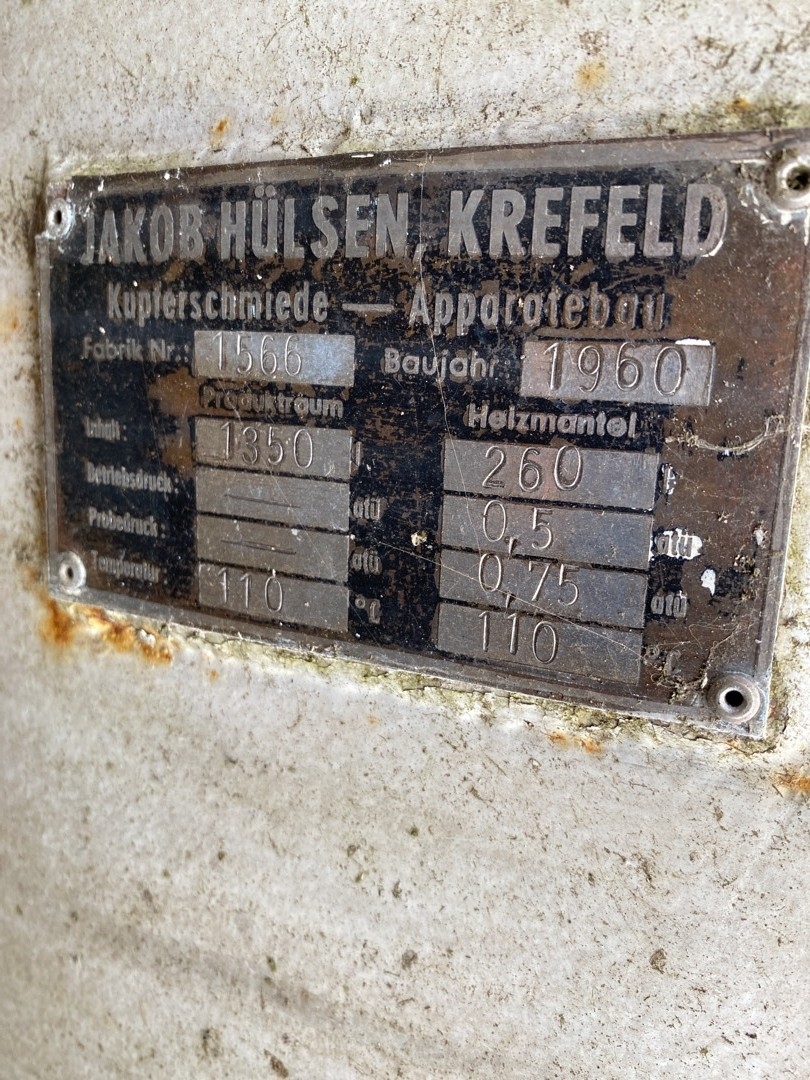 JAKOB HÜLSEN, KREFELD
Kupferschmiede — Apparatebau
Fabrik Nr.: 1566 Baujahr: 1960
Produktraum Heizmantel
Inhalt: 1350 l 260 l
Betriebsdruck: — atü 0,5 atü
Probedruck: — atü 0,75 atü
Temperatur 110 °C 110 °C